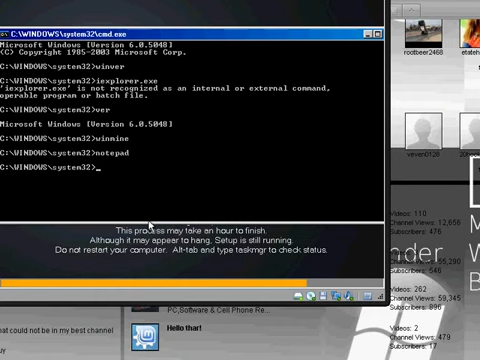 C:\WINDOWS\system32\cmd.exe
Microsoft Windows [Version 6.0.5048]
(C) Copyright 1985-2003 Microsoft Corp.
C:\WINDOWS\system32>winver
C:\WINDOWS\system32>iexplorer.exe
'iexplorer.exe' is not recognized as an internal or external command,
operable program or batch file.
C:\WINDOWS\system32>ver
Microsoft Windows [Version 6.0.5048]
C:\WINDOWS\system32>winmine
C:\WINDOWS\system32>notepad
C:\WINDOWS\system32>_
This process may take an hour to finish.
Although it may appear to hang, Setup is still running.
Do not restart your computer. Alt-tab and type taskmgr to check status.
rootbeer2468
veven0129
Videos: 110
Channel Views: 12,656
Subscribers: 476
nder
Subscribers: 546
Videos: 262
Channel Views: 59,345
Subscribers: 896
Videos: 2
Channel Views: 479
Subscribers: 17
M
W
B
PC,Software & Cell Phone Re...
Hello thar!
that could not be in my best channel